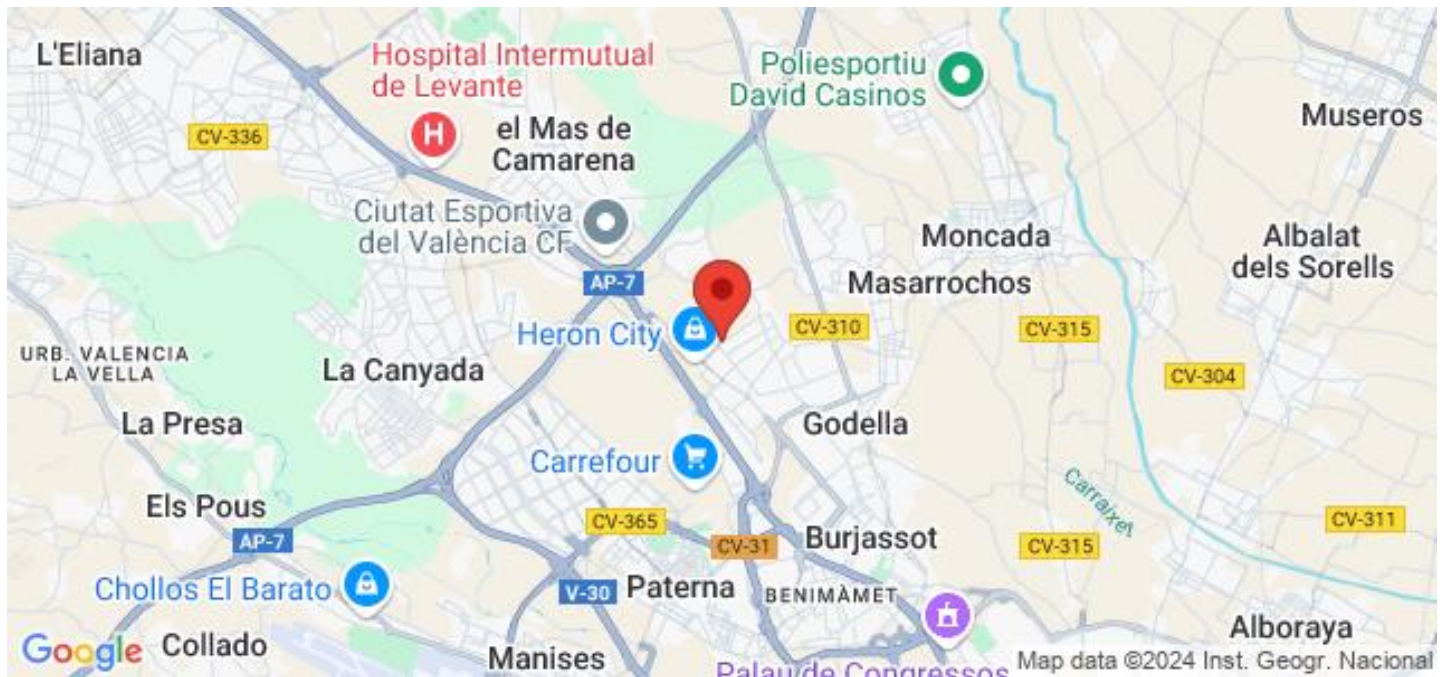 L'Eliana
Hospital Intermutual
de Levante
Poliesportiu
David Casinos
Museros
CV-336
el Mas de
Camarena
Ciutat Esportiva
del València CF
Moncada
Albalat
dels Sorells
AP-7
Masarrochos
Heron City
CV-310
CV-315
URB. VALENCIA
LA VELLA
La Canyada
CV-304
La Presa
Godella
Carrefour
Carraixet
Els Pous
CV-365
CV-311
AP-7
CV-31
Burjassot
CV-315
Chollos El Barato
V-30
Paterna
BENIMÀMET
Alboraya
Google
Collado
Manises
Palau de Congressos
Map data ©2024 Inst. Geogr. Nacional